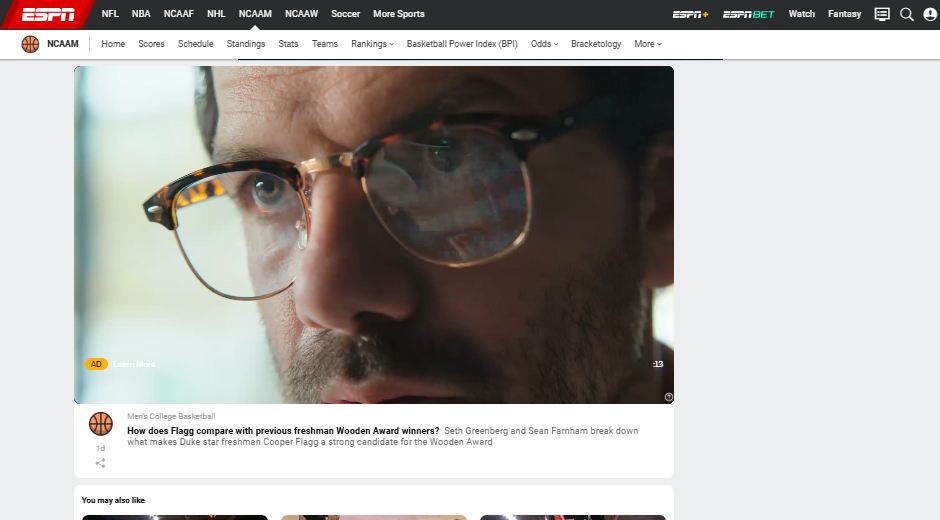 ESPN NFL NBA NCAAF NHL NCAAM NCAAW Soccer More Sports ESPN+ ESPN BET Watch Fantasy
NCAAM Home Scores Schedule Standings Stats Teams Rankings Basketball Power Index (BPI) Odds Bracketology More
AD Learn More :13
Men's College Basketball
How does Flagg compare with previous freshman Wooden Award winners? Seth Greenberg and Sean Farnham break down
what makes Duke star freshman Cooper Flagg a strong candidate for the Wooden Award
1d
You may also like